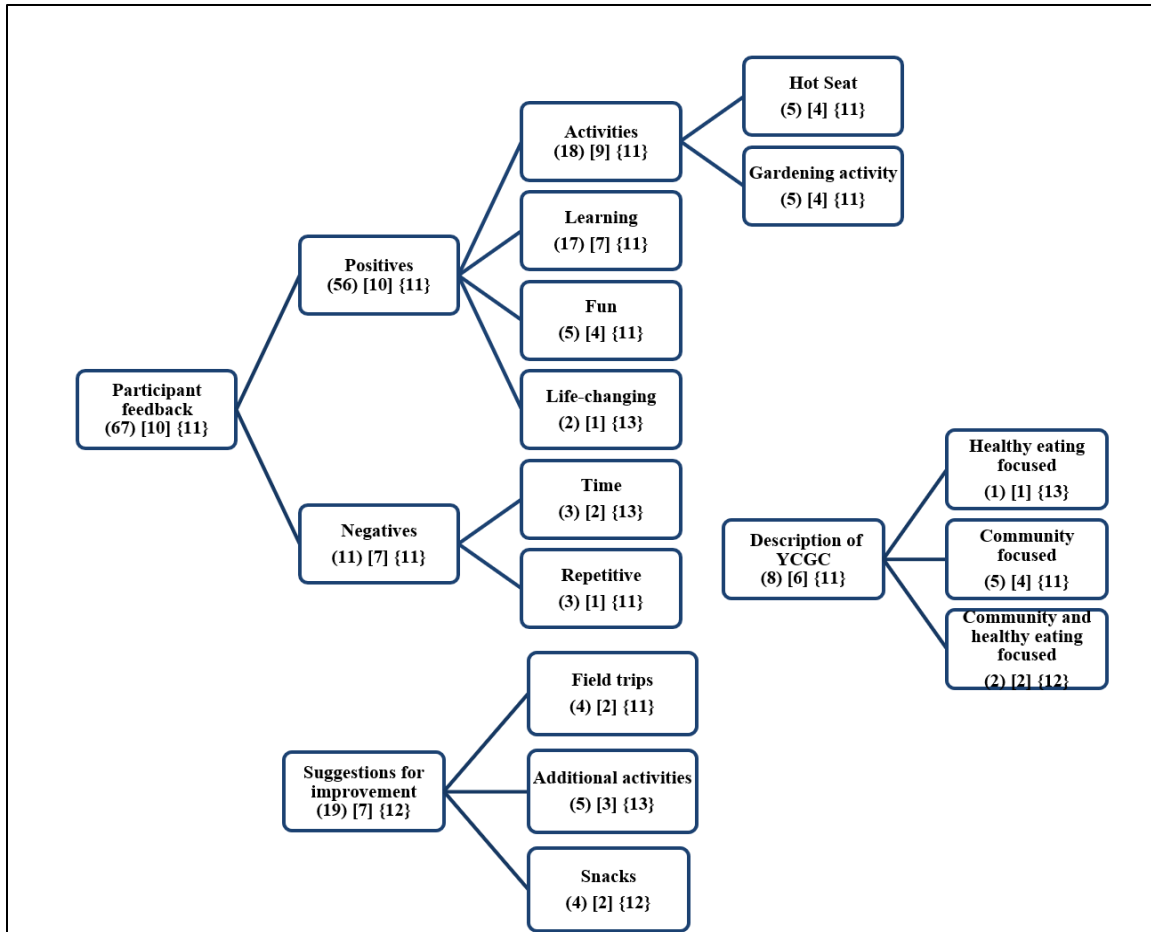 Hot Seat
(5) [4] {11}
Activities
(18) [9] {11}
Gardening activity
(5) [4] {11}
Learning
(17) [7] {11}
Positives
(56) [10] {11}
Fun
(5) [4] {11}
Participant
feedback
(67) [10] {11}
Life-changing
(2) [1] {13}
Time
(3) [2] {13}
Negatives
(11) [7] {11}
Repetitive
(3) [1] {11}
Healthy eating
focused
(1) [1] {13}
Description of
YCGC
(8) [6] {11}
Community
focused
(5) [4] {11}
Community and
healthy eating
focused
(2) [2] {12}
Field trips
(4) [2] {11}
Suggestions for
improvement
(19) [7] {12}
Additional activities
(5) [3] {13}
Snacks
(4) [2] {12}